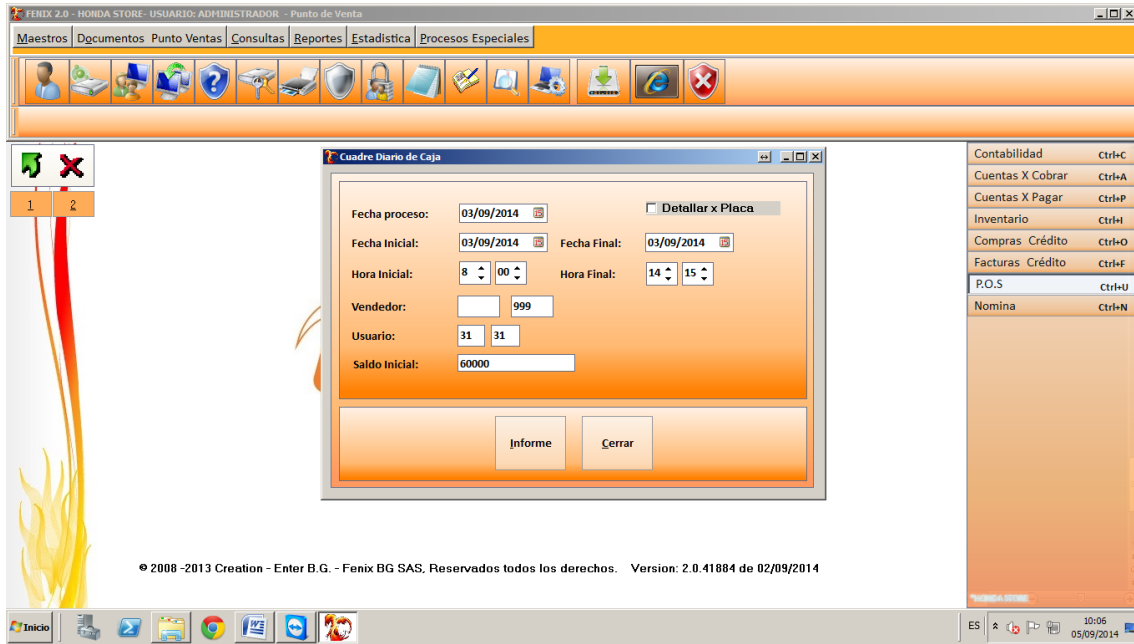 FENIX 2.0 - HONDA STORE- USUARIO: ADMINISTRADOR - Punto de Venta
Maestros Documentos Punto Ventas Consultas Reportes Estadistica Procesos Especiales
1 2
Cuadre Diario de Caja
Fecha proceso: 03/09/2014 Detallar x Placa
Fecha Inicial: 03/09/2014 Fecha Final: 03/09/2014
Hora Inicial: 8 00 Hora Final: 14 15
Vendedor: 999
Usuario: 31 31
Saldo Inicial: 60000
Informe Cerrar
Contabilidad Ctrl+C
Cuentas X Cobrar Ctrl+A
Cuentas X Pagar Ctrl+P
Inventario Ctrl+I
Compras Crédito Ctrl+O
Facturas Crédito Ctrl+F
P.O.S Ctrl+U
Nomina Ctrl+N
© 2008 -2013 Creation - Enter B.G. - Fenix BG SAS, Reservados todos los derechos. Version: 2.0.41884 de 02/09/2014
"HONDA STORE
Inicio ES 10:06
05/09/2014